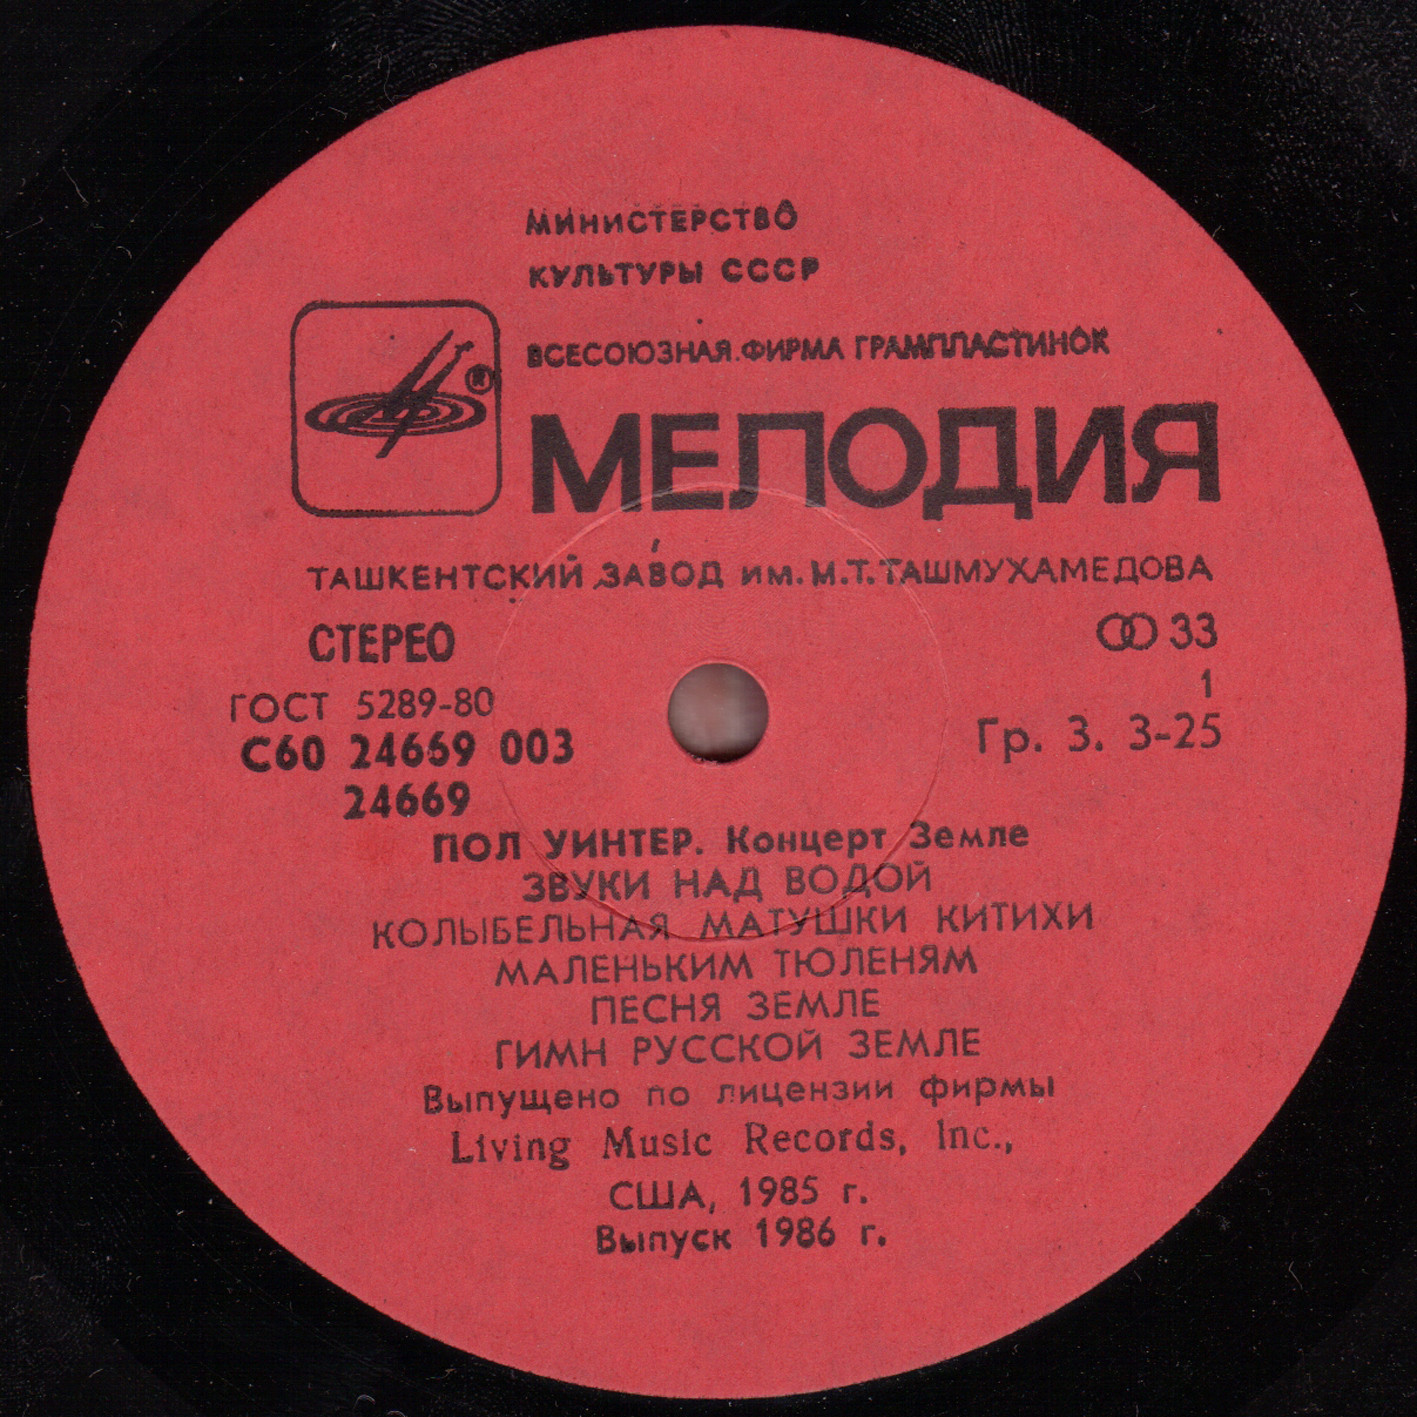 МИНИСТЕРСТВО
КУЛЬТУРЫ СССР
ВСЕСОЮЗНАЯ ФИРМА ГРАМПЛАСТИНОК
®
МЕЛОДИЯ
ТАШКЕНТСКИЙ ЗАВОД ИМ. М.Т. ТАШМУХАМЕДОВА
СТЕРЕО 33
ГОСТ 5289-80 1
С60 24669 003 Гр. 3. 3-25
24669
ПОЛ УИНТЕР. Концерт Земле
ЗВУКИ НАД ВОДОЙ
КОЛЫБЕЛЬНАЯ МАТУШКИ КИТИХИ
МАЛЕНЬКИМ ТЮЛЕНЯМ
ПЕСНЯ ЗЕМЛЕ
ГИМН РУССКОЙ ЗЕМЛЕ
Выпущено по лицензии фирмы
Living Music Records, Inc.,
США, 1985 г.
Выпуск 1986 г.